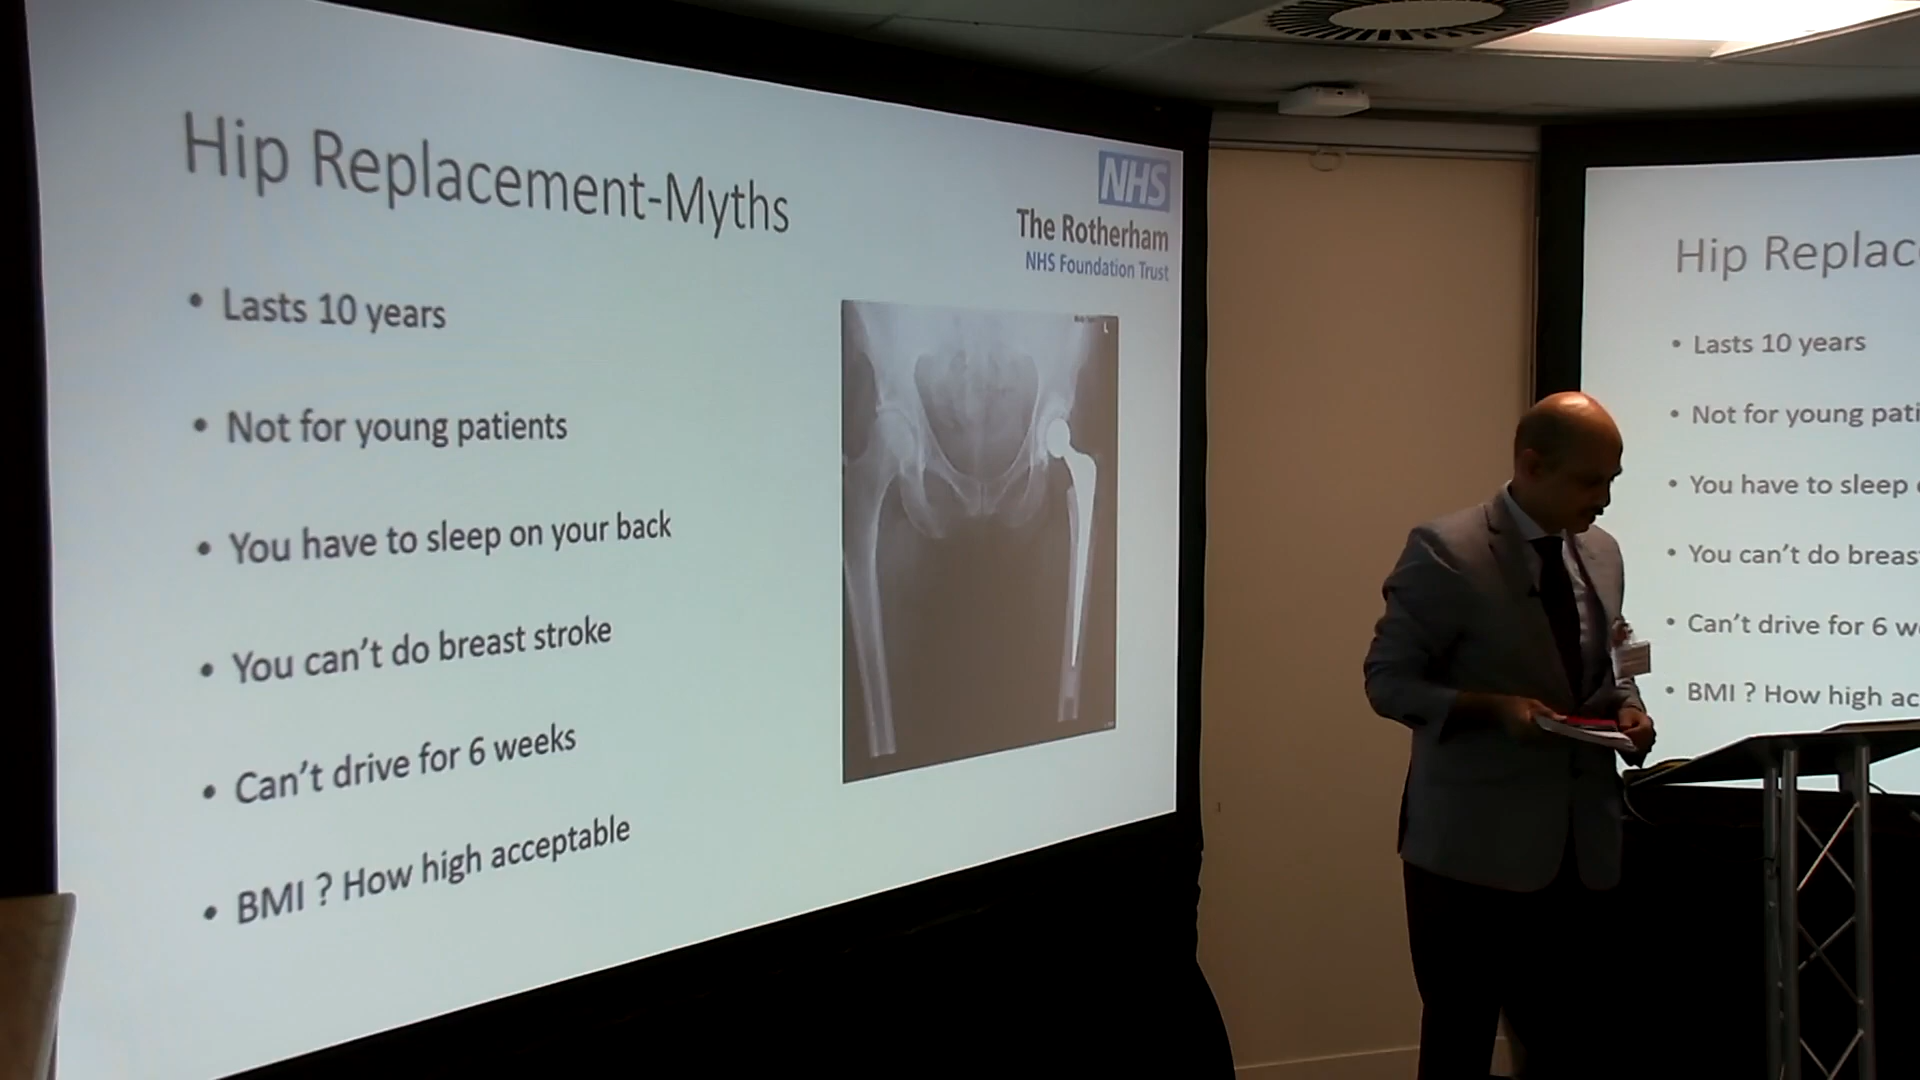 Hip Replacement-Myths
NHS
The Rotherham
NHS Foundation Trust
• Lasts 10 years
• Not for young patients
• You have to sleep on your back
• You can't do breast stroke
• Can't drive for 6 weeks
• BMI ? How high acceptable
L
Hip Replac
• Lasts 10 years
• Not for young pati
• You have to sleep
• You can't do breas
• Can't drive for 6 w
• BMI ? How high ac